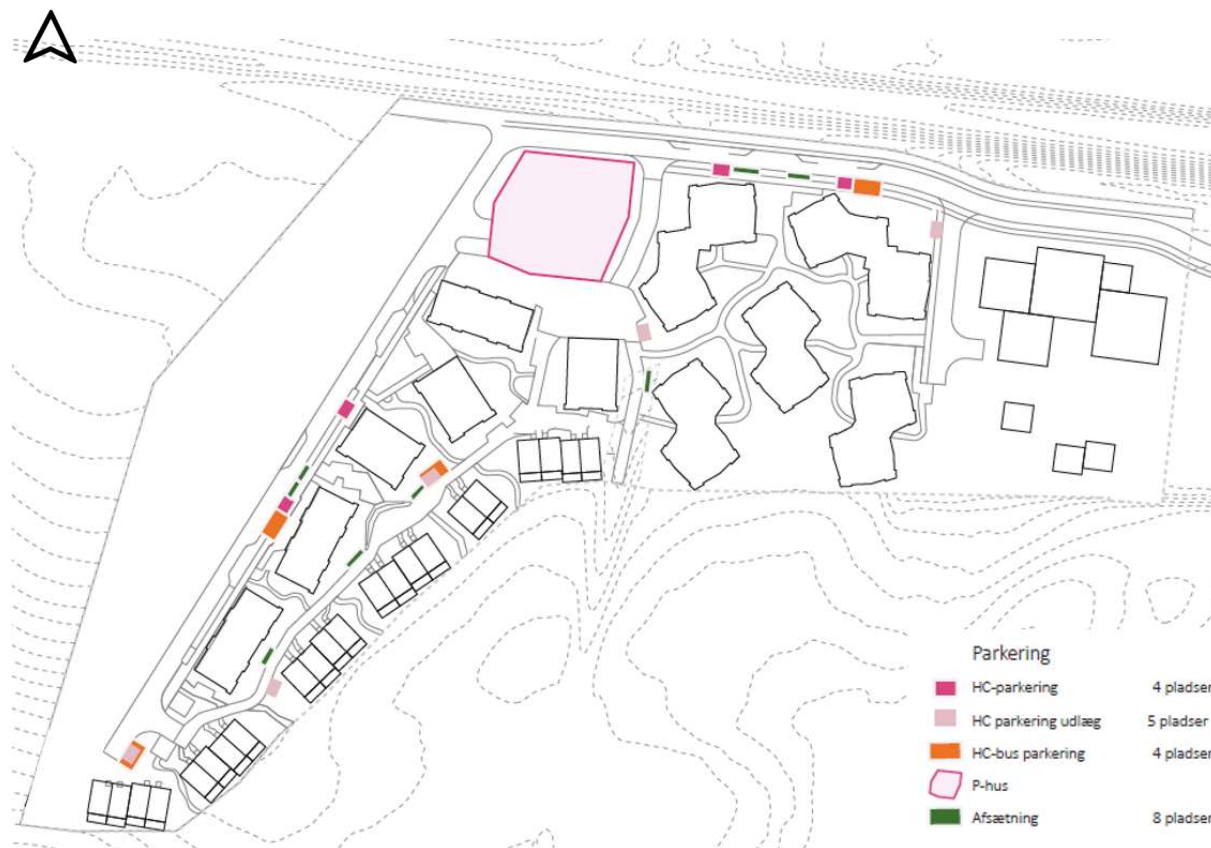 Parkering
HC-parkering 4 pladser
HC parkering udlæg 5 pladser
HC-bus parkering 4 pladser
P-hus
Afsætning 8 pladser